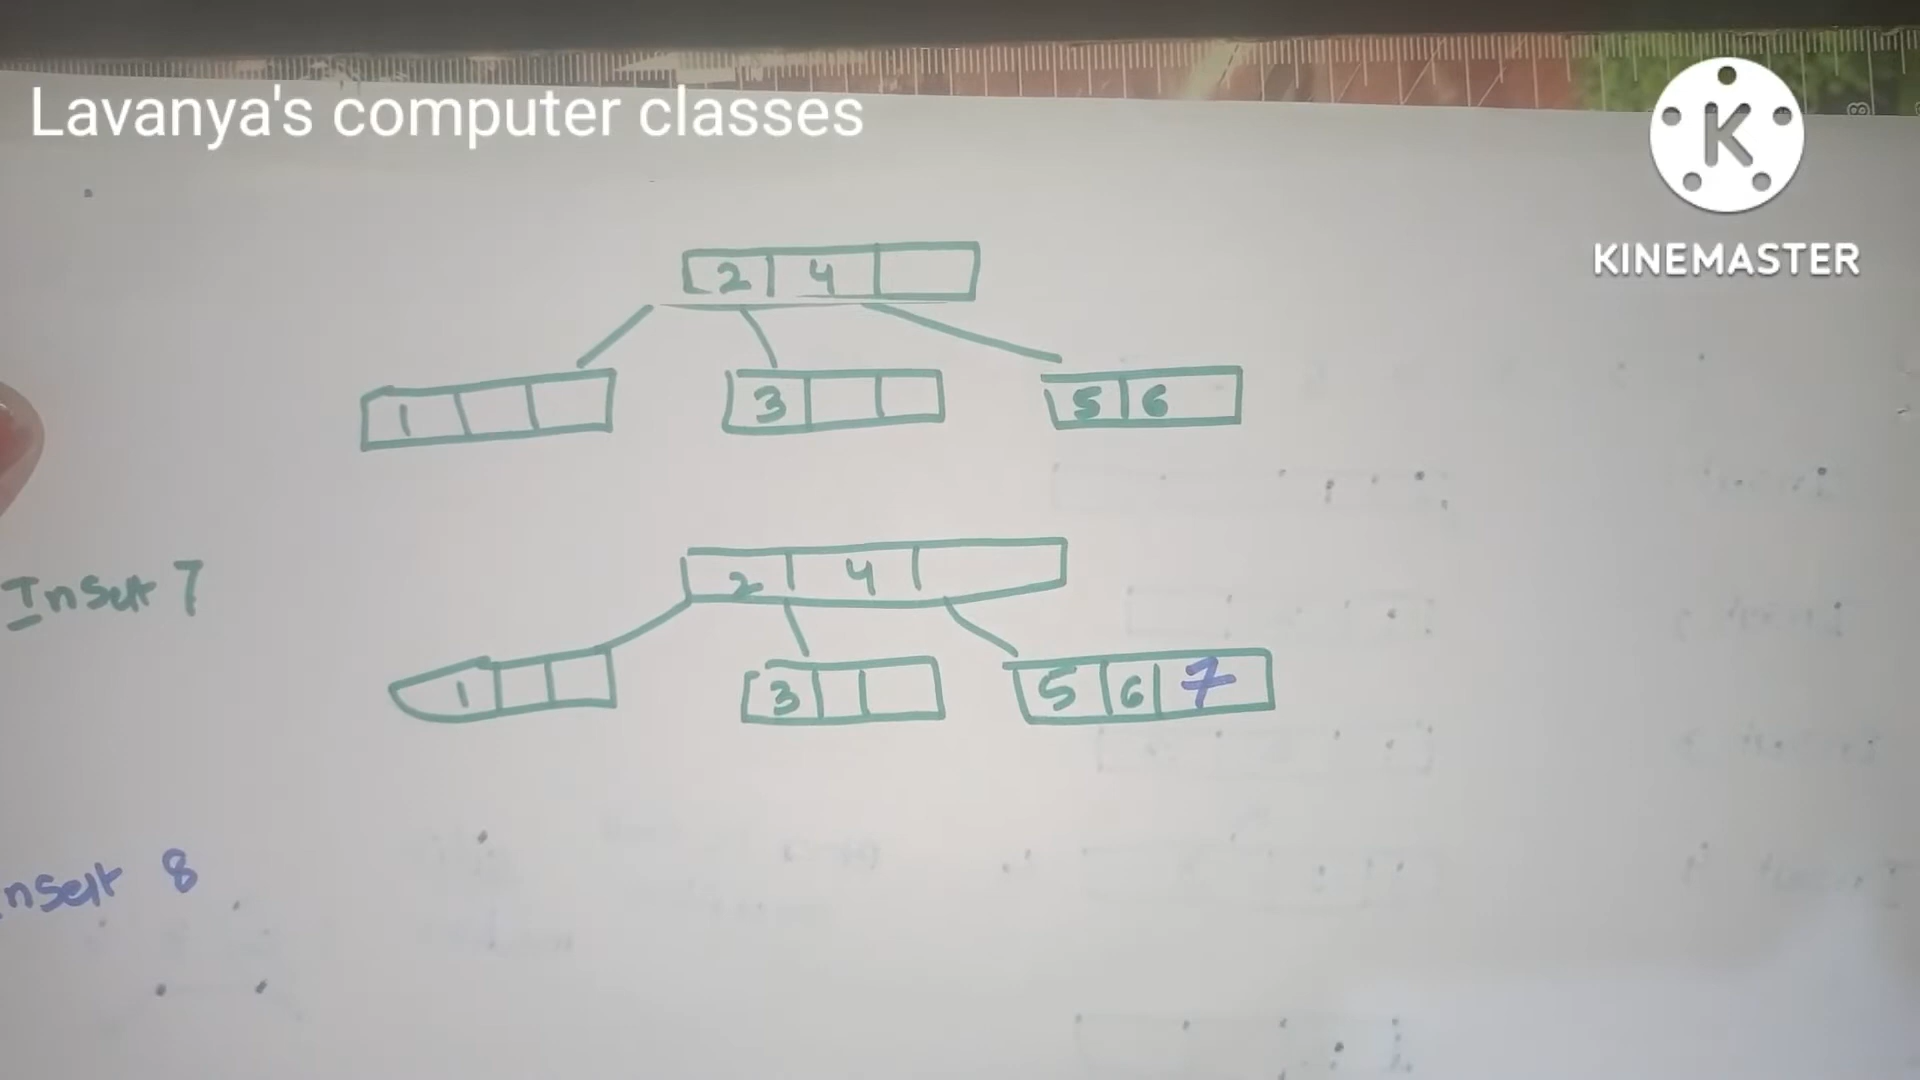 Lavanya's computer classes
K
KINEMASTER
2 4
1
3
5 6
Insert 7
2 4
1
3
5 6 7
nsert 8